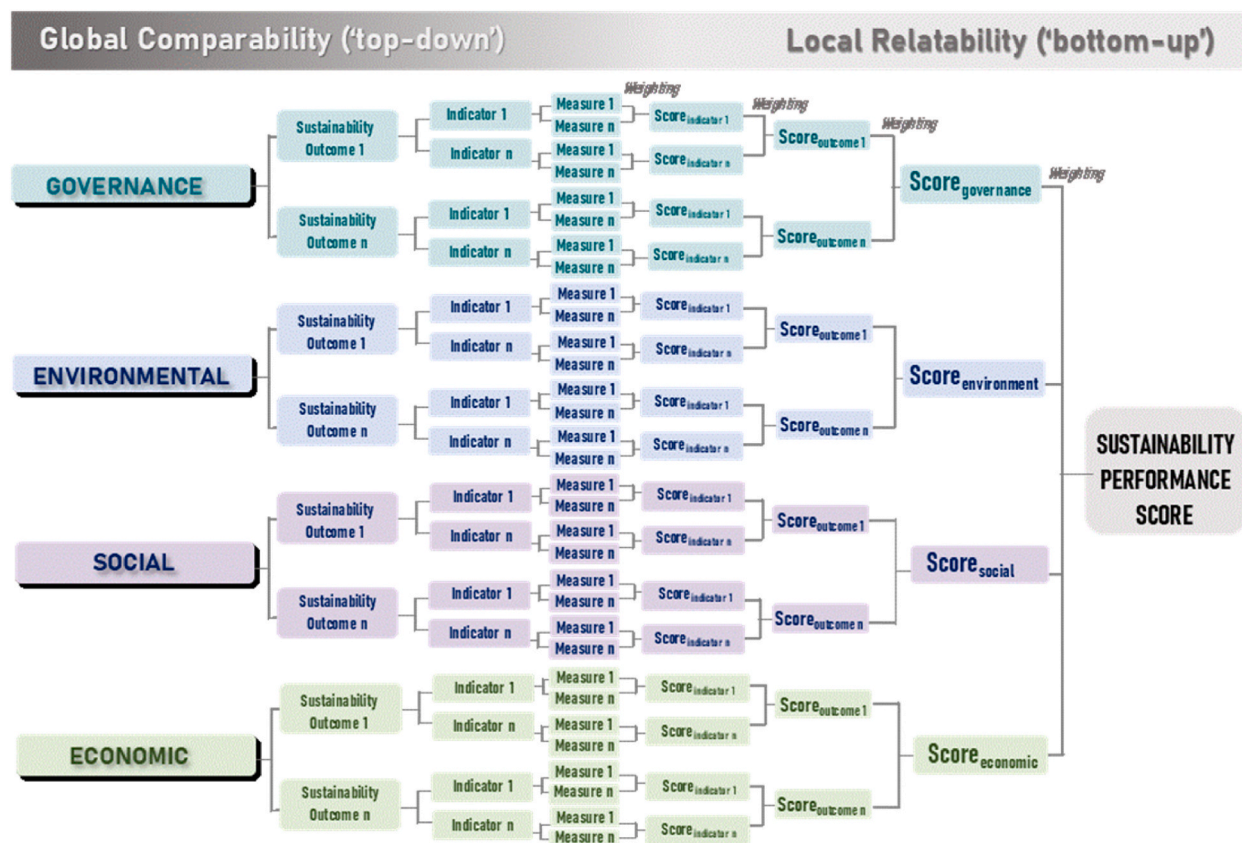 Global Comparability ('top-down')
Local Relatability ('bottom-up')
GOVERNANCE
Sustainability
Outcome 1
Indicator 1
Measure 1
Measure n
Weighting
Score indicator 1
Weighting
Indicator n
Measure 1
Measure n
Score indicator n
Score outcome 1
Weighting
Sustainability
Outcome n
Indicator 1
Measure 1
Measure n
Score indicator 1
Indicator n
Measure 1
Measure n
Score indicator n
Score outcome n
Score governance
Weighting
ENVIRONMENTAL
Sustainability
Outcome 1
Indicator 1
Measure 1
Measure n
Score indicator 1
Indicator n
Measure 1
Measure n
Score indicator n
Score outcome 1
Sustainability
Outcome n
Indicator 1
Measure 1
Measure n
Score indicator 1
Indicator n
Measure 1
Measure n
Score indicator n
Score outcome n
Score environment
SOCIAL
Sustainability
Outcome 1
Indicator 1
Measure 1
Measure n
Score indicator 1
Indicator n
Measure 1
Measure n
Score indicator n
Score outcome 1
Sustainability
Outcome n
Indicator 1
Measure 1
Measure n
Score indicator 1
Indicator n
Measure 1
Measure n
Score indicator n
Score outcome n
Score social
ECONOMIC
Sustainability
Outcome 1
Indicator 1
Measure 1
Measure n
Score indicator 1
Indicator n
Measure 1
Measure n
Score indicator n
Score outcome 1
Sustainability
Outcome n
Indicator 1
Measure 1
Measure n
Score indicator 1
Indicator n
Measure 1
Measure n
Score indicator n
Score outcome n
Score economic
SUSTAINABILITY
PERFORMANCE
SCORE